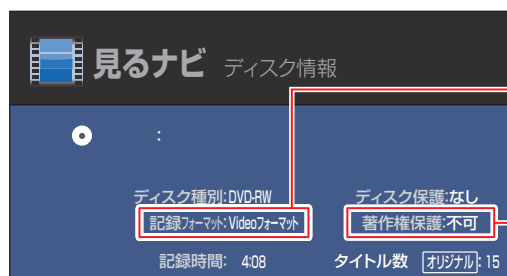 見るナビ ディスク情報
:
ディスク種別:DVD-RW ディスク保護:なし
記録フォーマット:Videoフォーマット 著作権保護:不可
記録時間: 4:08 タイトル数 オリジナル:15